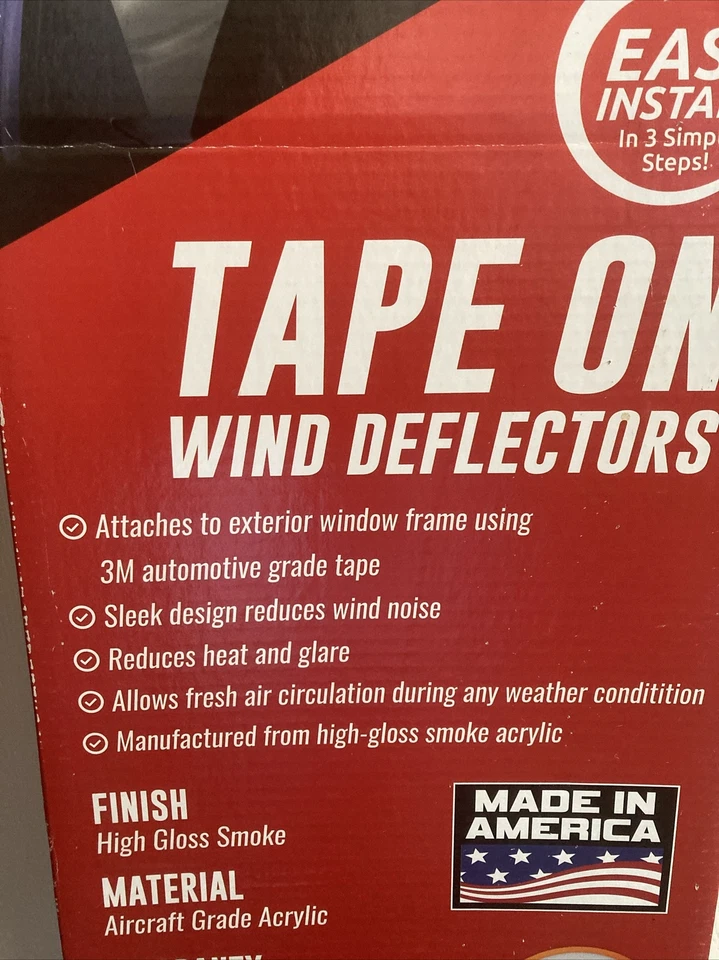 EAS
INSTA
In 3 Simp
Steps!
TAPE ON
WIND DEFLECTORS
Attaches to exterior window frame using
3M automotive grade tape
Sleek design reduces wind noise
Reduces heat and glare
Allows fresh air circulation during any weather conditition
Manufactured from high-gloss smoke acrylic
FINISH
High Gloss Smoke
MADE IN
AMERICA
MATERIAL
Aircraft Grade Acrylic